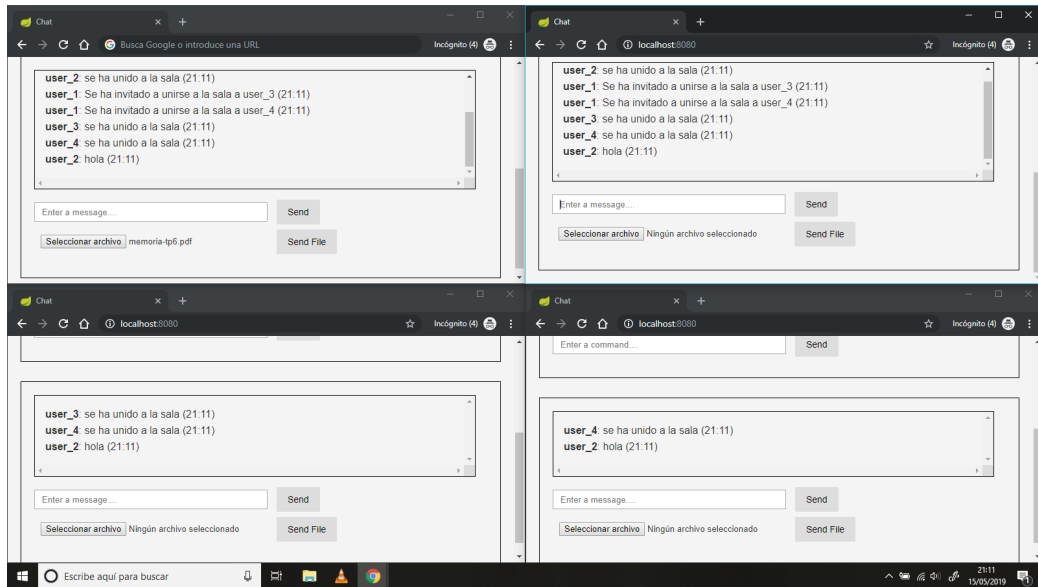 Chat
Busca Google o introduce una URL
Incógnito (4)
user_2: se ha unido a la sala (21:11)
user_1: Se ha invitado a unirse a la sala a user_3 (21:11)
user_1: Se ha invitado a unirse a la sala a user_4 (21:11)
user_3: se ha unido a la sala (21:11)
user_4: se ha unido a la sala (21:11)
user_2: hola (21:11)
Enter a message....
Send
Seleccionar archivo memoria-tp6.pdf
Send File
Chat
localhost:8080
Incógnito (4)
user_2: se ha unido a la sala (21:11)
user_1: Se ha invitado a unirse a la sala a user_3 (21:11)
user_1: Se ha invitado a unirse a la sala a user_4 (21:11)
user_3: se ha unido a la sala (21:11)
user_4: se ha unido a la sala (21:11)
user_2: hola (21:11)
Enter a message....
Send
Seleccionar archivo Ningún archivo seleccionado
Send File
Chat
localhost:8080
Incógnito (4)
user_3: se ha unido a la sala (21:11)
user_4: se ha unido a la sala (21:11)
user_2: hola (21:11)
Enter a message....
Send
Seleccionar archivo Ningún archivo seleccionado
Send File
Chat
localhost:8080
Incógnito (4)
Enter a command....
Send
user_4: se ha unido a la sala (21:11)
user_2: hola (21:11)
Enter a message....
Send
Seleccionar archivo Ningún archivo seleccionado
Send File
Escribe aquí para buscar
21:11
15/05/2019